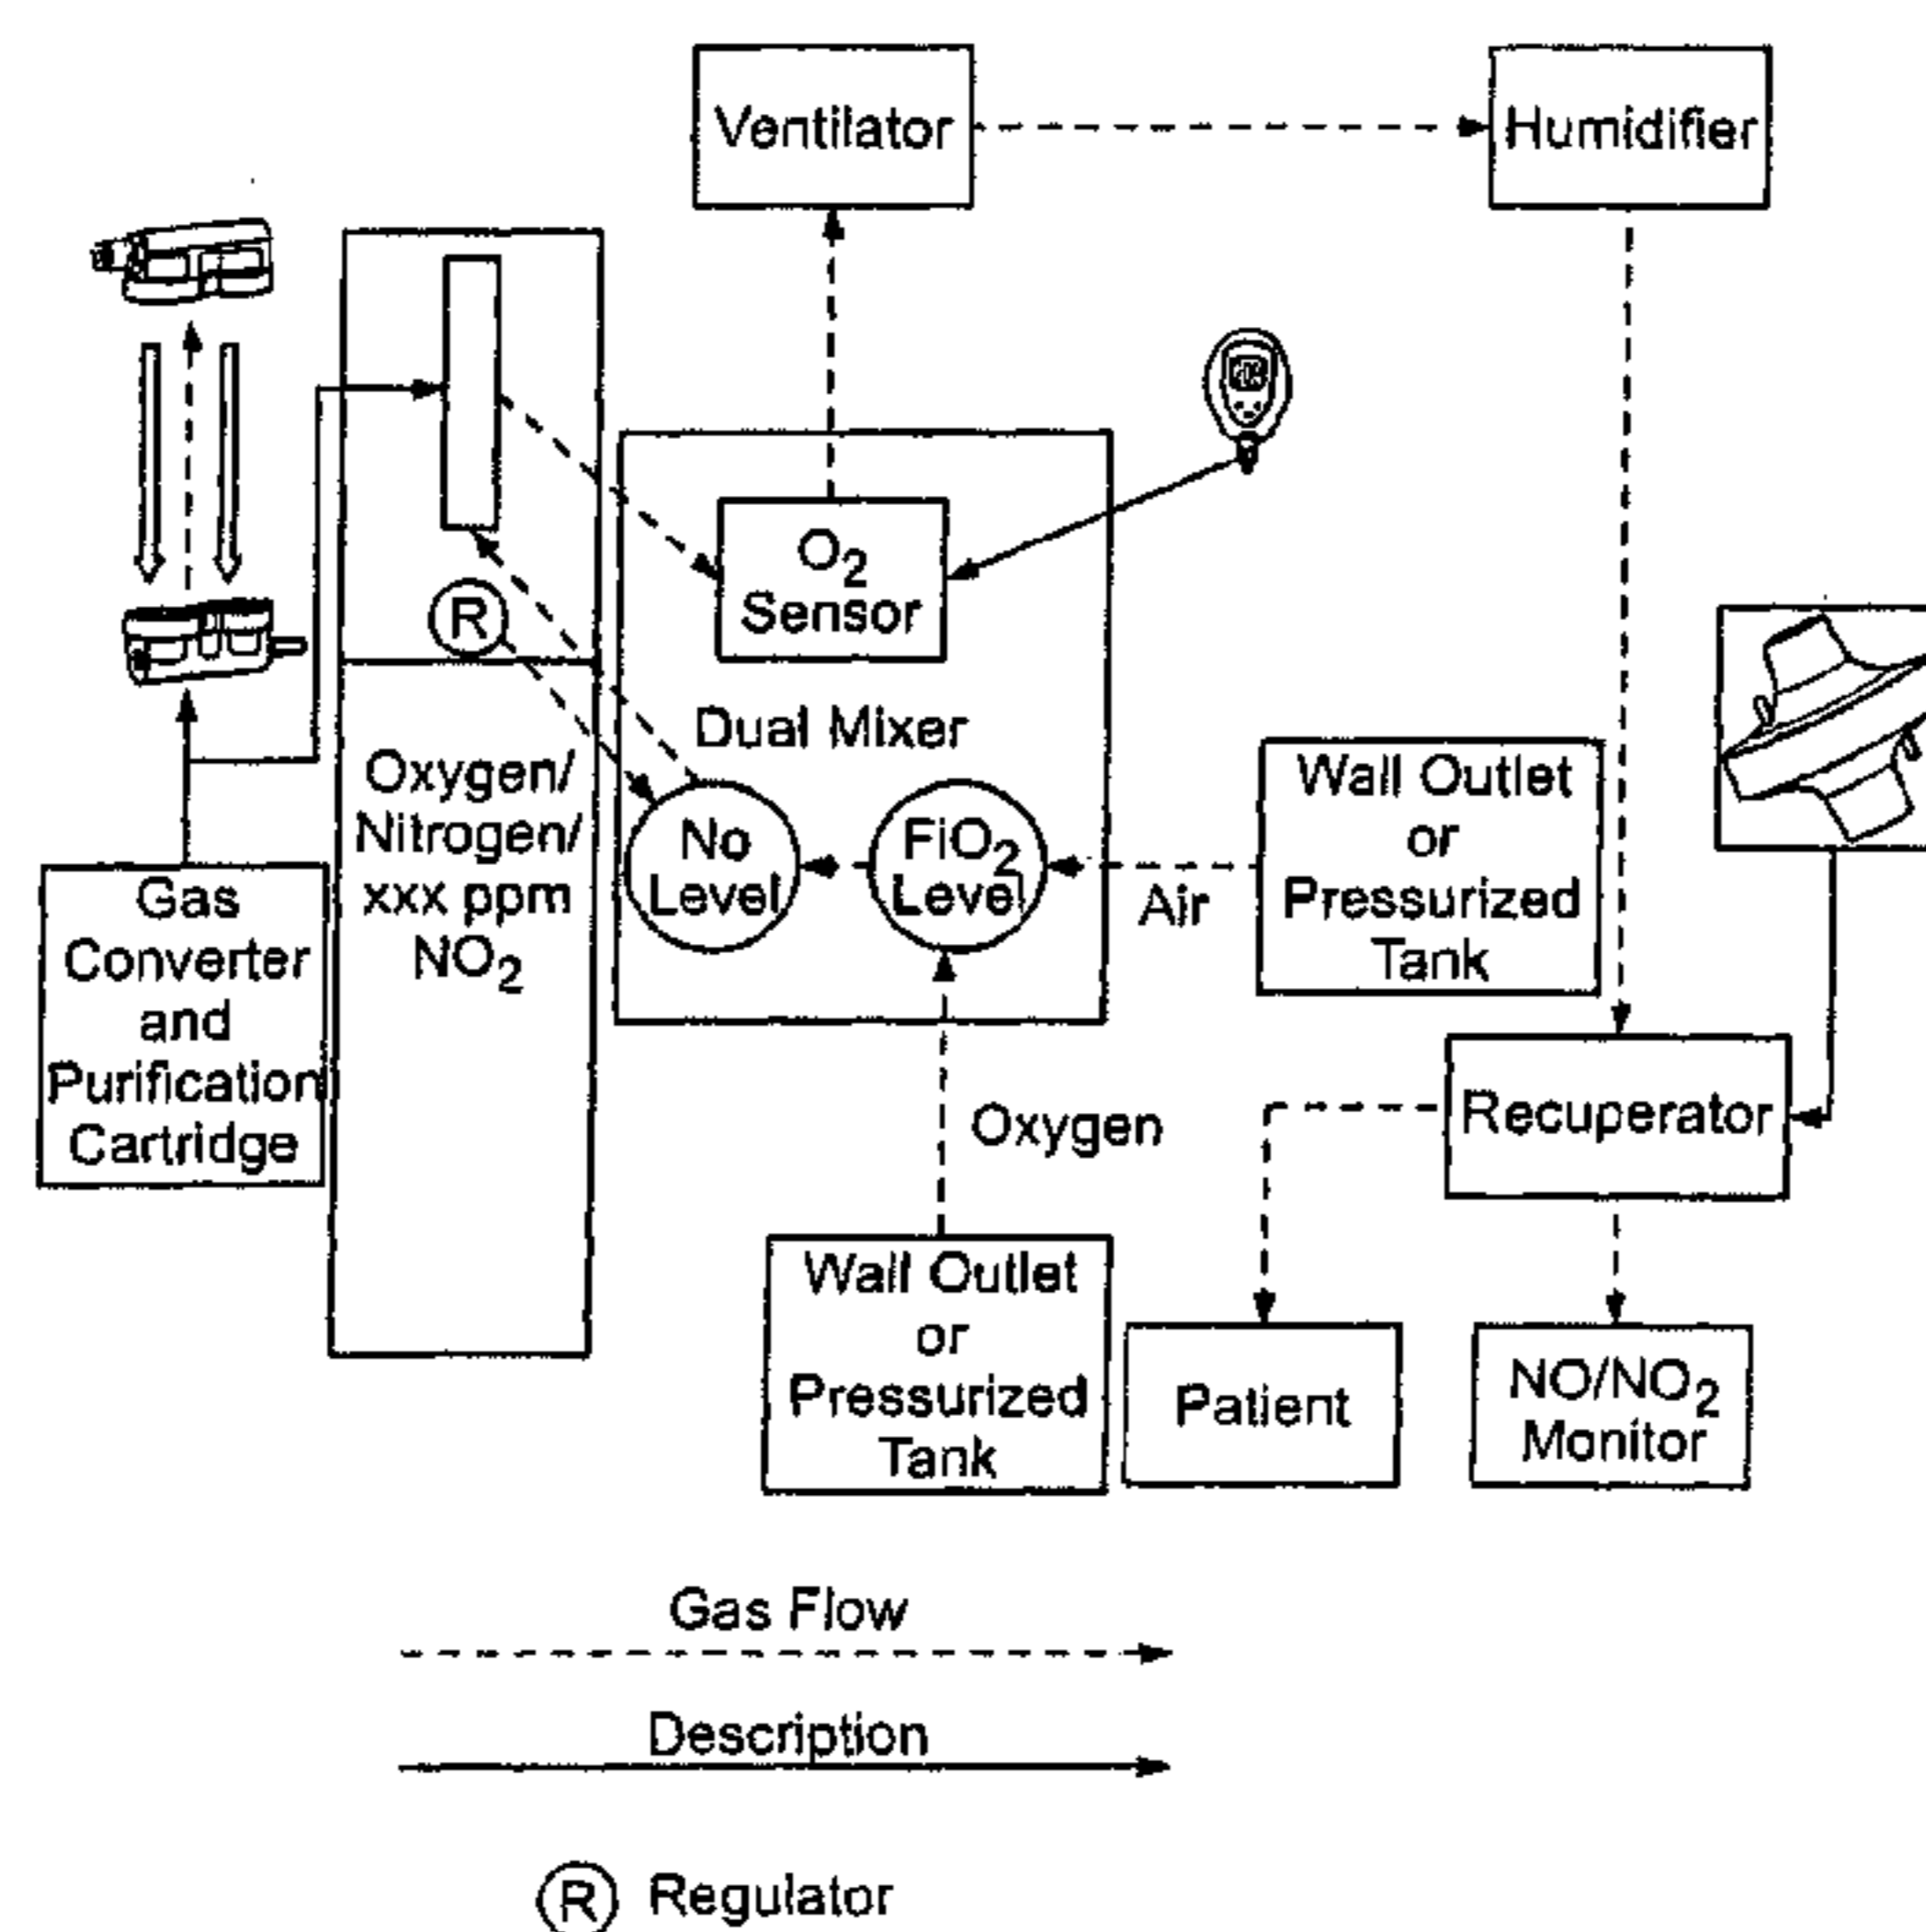 Ventilator
Humidifier
O₂
Sensor
R
Dual Mixer
Oxygen/
Nitrogen/
xxx ppm
NO₂
No
Level
FiO₂
Level
Air
Wall Outlet
or
Pressurized
Tank
Gas
Converter
and
Purification
Cartridge
Oxygen
Recuperator
Wall Outlet
or
Pressurized
Tank
Patient
NO/NO₂
Monitor
Gas Flow
Description
R Regulator